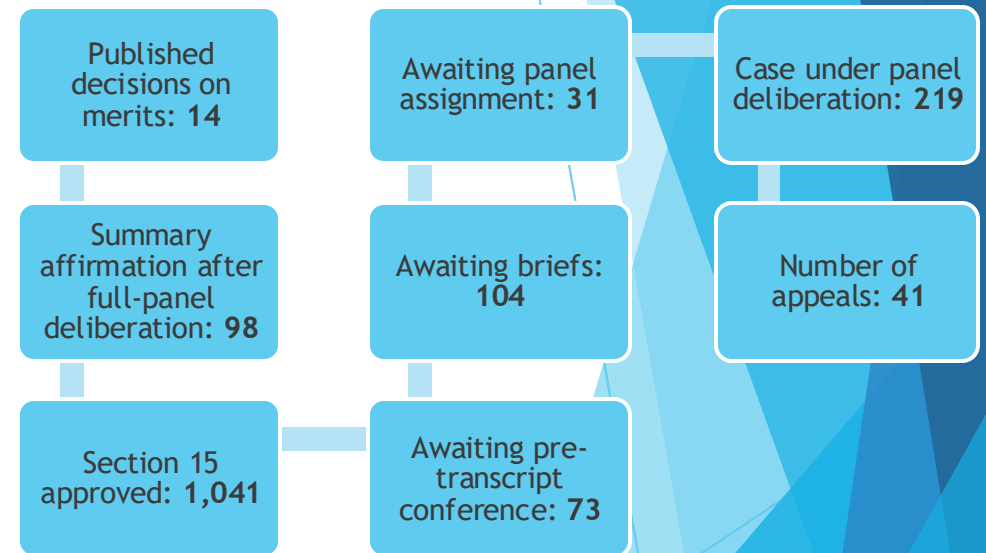 Published
decisions on
merits: 14
Summary
affirmation after
full-panel
deliberation: 98
Section 15
approved: 1,041
Awaiting pre-
transcript
conference: 73
Awaiting briefs:
104
Awaiting panel
assignment: 31
Case under panel
deliberation: 219
Number of
appeals: 41